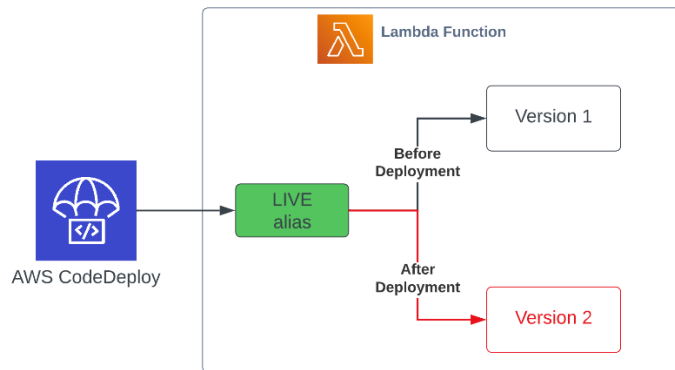 Lambda Function
Version 1
Before
Deployment
LIVE
alias
</>
AWS CodeDeploy
After
Deployment
Version 2